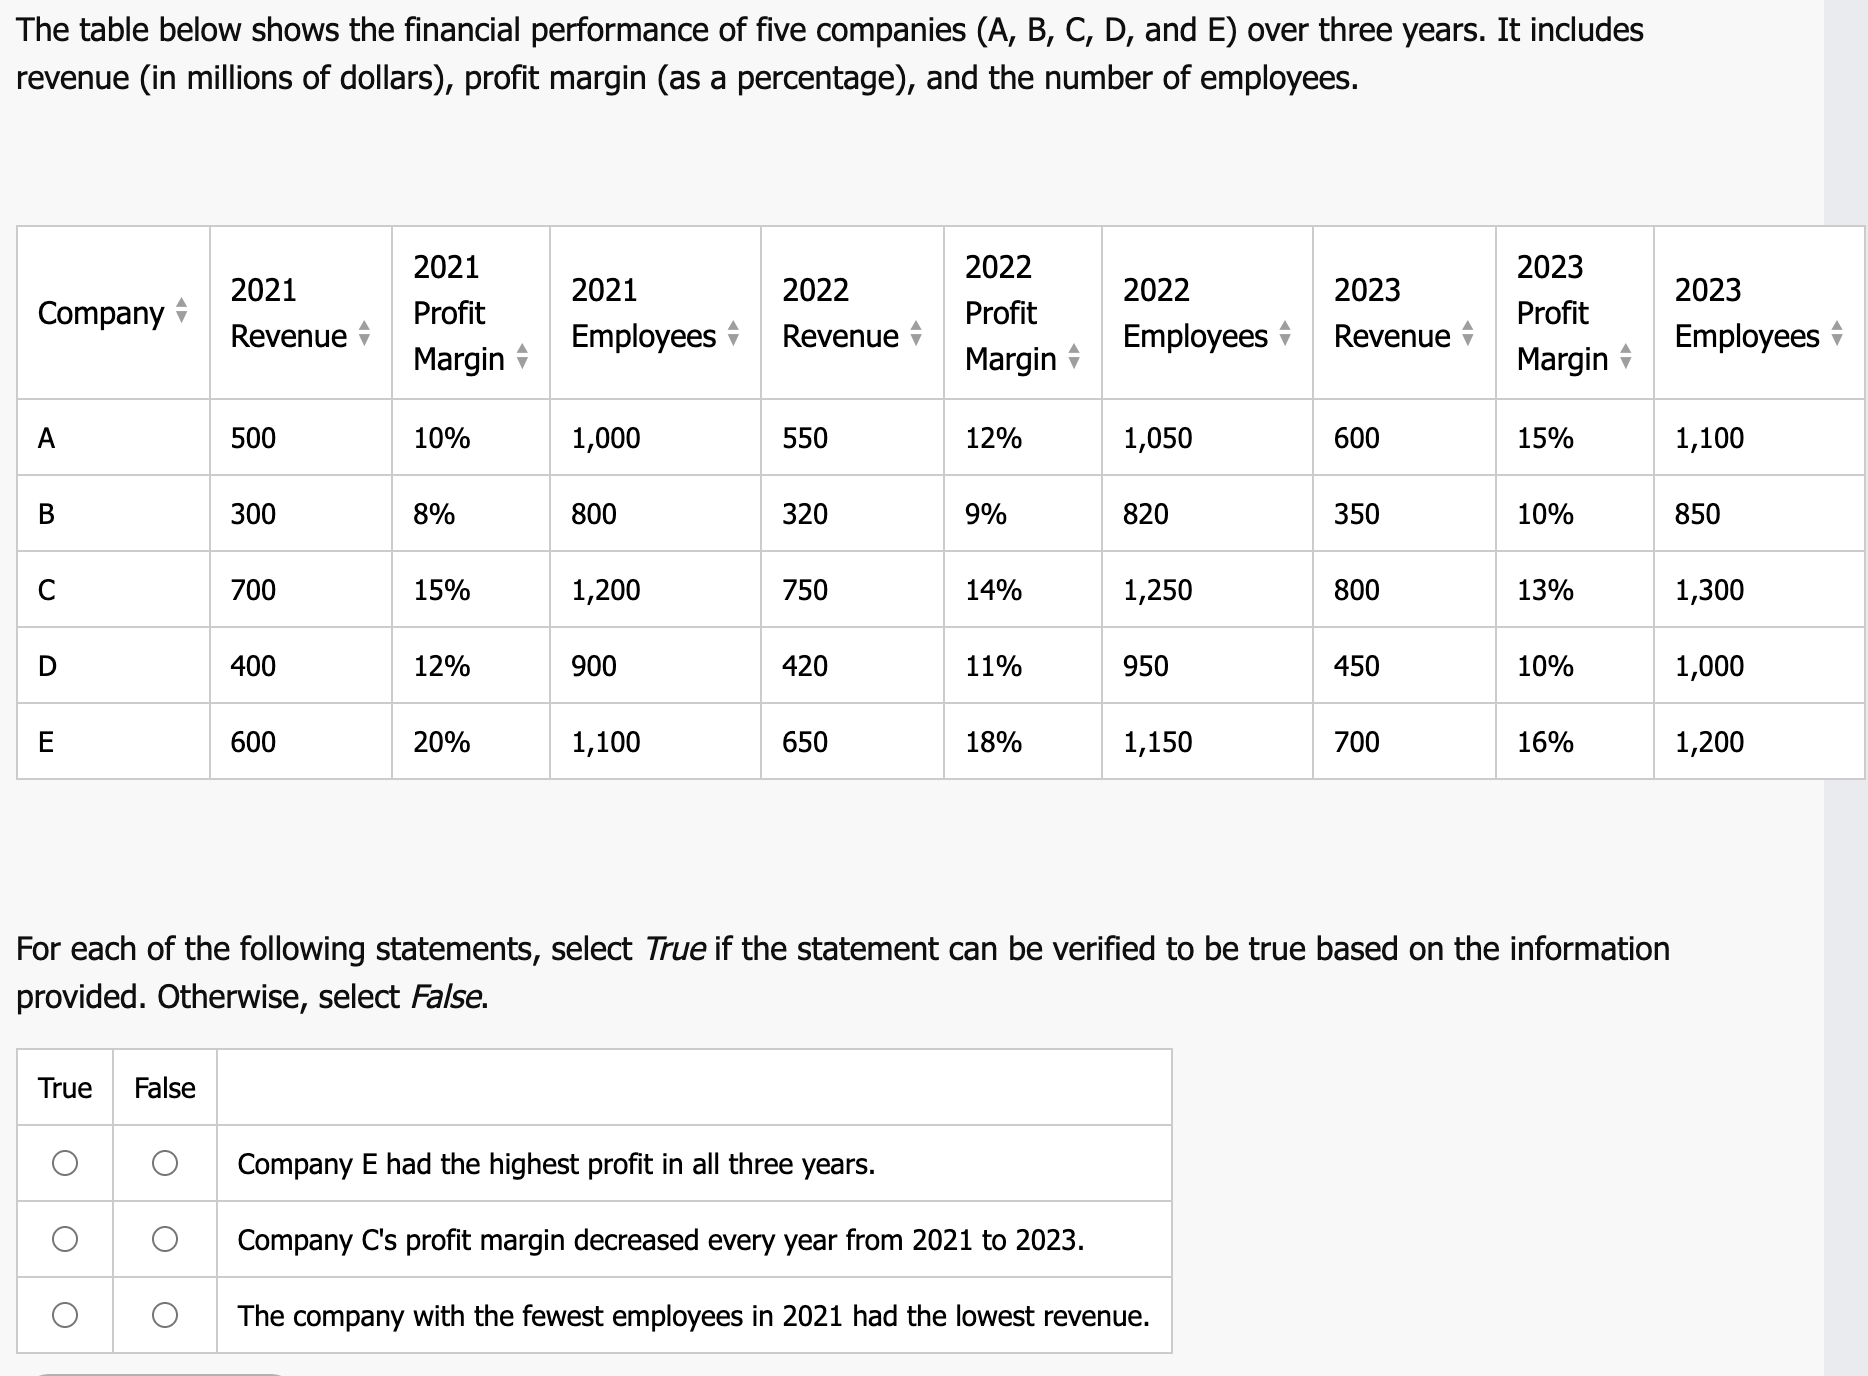 The table below shows the financial performance of five companies (A, B, C, D, and E) over three years. It includes
revenue (in millions of dollars), profit margin (as a percentage), and the number of employees.
Company 2021 Revenue 2021 Profit Margin 2021 Employees 2022 Revenue 2022 Profit Margin 2022 Employees 2023 Revenue 2023 Profit Margin 2023 Employees
A 500 10% 1,000 550 12% 1,050 600 15% 1,100
B 300 8% 800 320 9% 820 350 10% 850
C 700 15% 1,200 750 14% 1,250 800 13% 1,300
D 400 12% 900 420 11% 950 450 10% 1,000
E 600 20% 1,100 650 18% 1,150 700 16% 1,200
For each of the following statements, select True if the statement can be verified to be true based on the information
provided. Otherwise, select False.
True False
Company E had the highest profit in all three years.
Company C's profit margin decreased every year from 2021 to 2023.
The company with the fewest employees in 2021 had the lowest revenue.